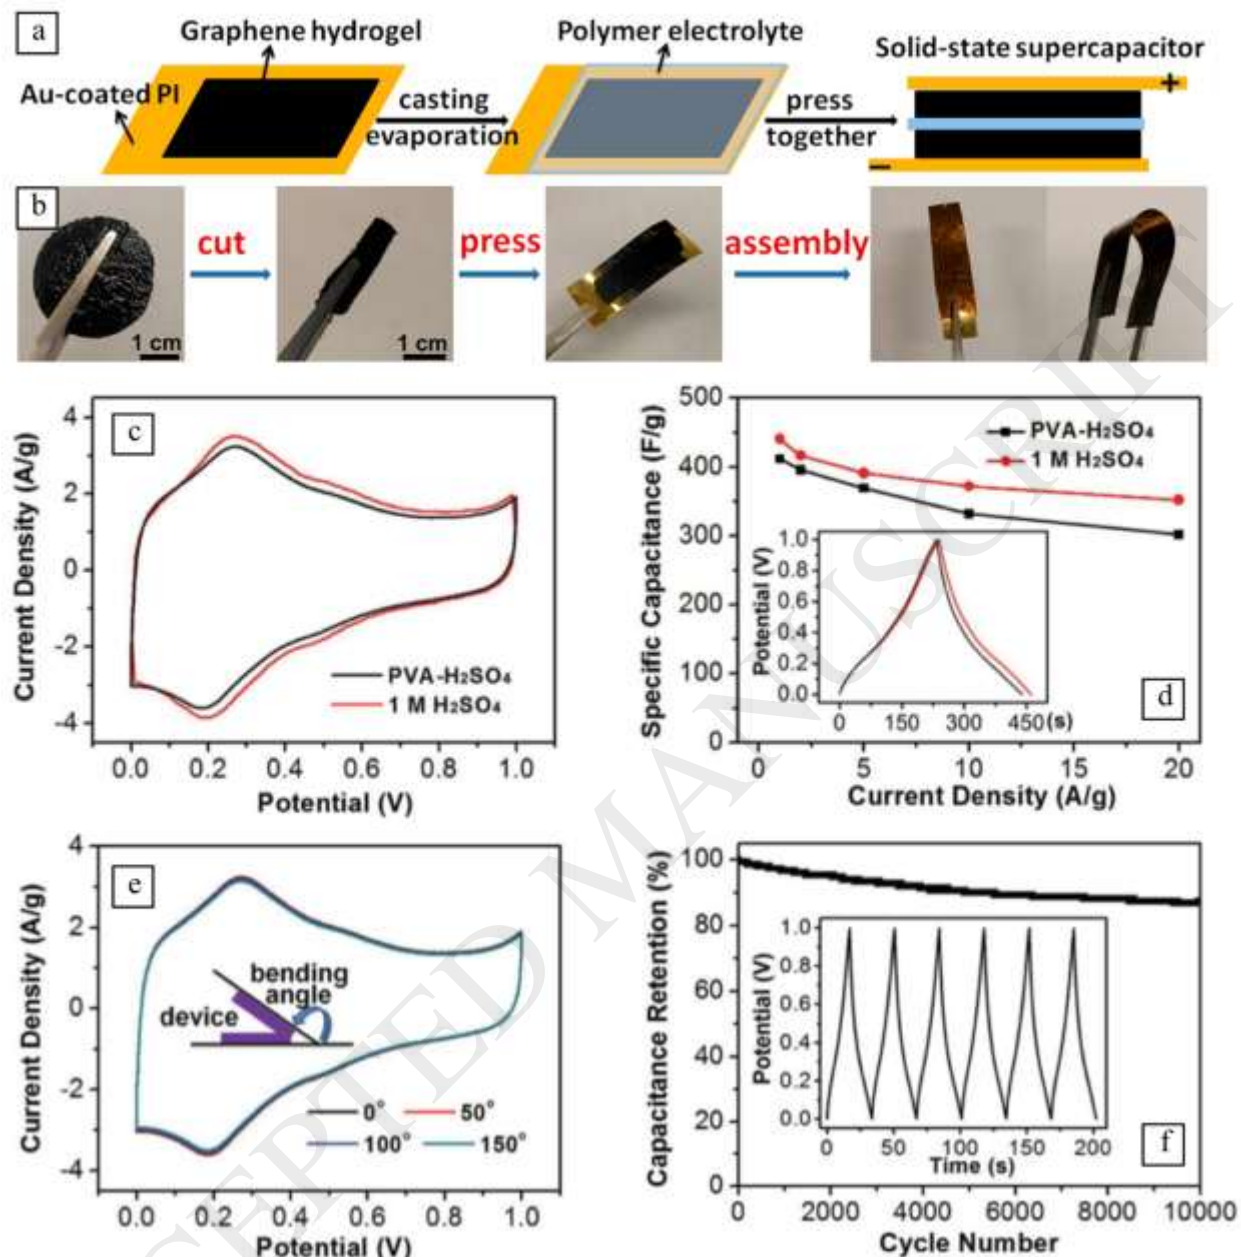 a
Graphene hydrogel
Polymer electrolyte
Solid-state supercapacitor
Au-coated PI
casting
evaporation
press
together
+
−
b
cut
press
assembly
1 cm
1 cm
c
Current Density (A/g)
4
2
0
-2
-4
PVA-H₂SO₄
1 M H₂SO₄
0.0 0.2 0.4 0.6 0.8 1.0
Potential (V)
d
Specific Capacitance (F/g)
500
400
300
200
100
0
PVA-H₂SO₄
1 M H₂SO₄
Potential (V)
1.0
0.8
0.6
0.4
0.2
0.0
0 150 300 450 (s)
0 5 10 15 20
Current Density (A/g)
e
Current Density (A/g)
4
2
0
-2
-4
bending
angle
device
0° 50°
100° 150°
0.0 0.2 0.4 0.6 0.8 1.0
Potential (V)
f
Capacitance Retention (%)
100
80
60
40
20
0
Potential (V)
1.0
0.8
0.6
0.4
0.2
0.0
0 50 100 150 200
Time (s)
0 2000 4000 6000 8000 10000
Cycle Number
CEPTED MANUSCRIPT